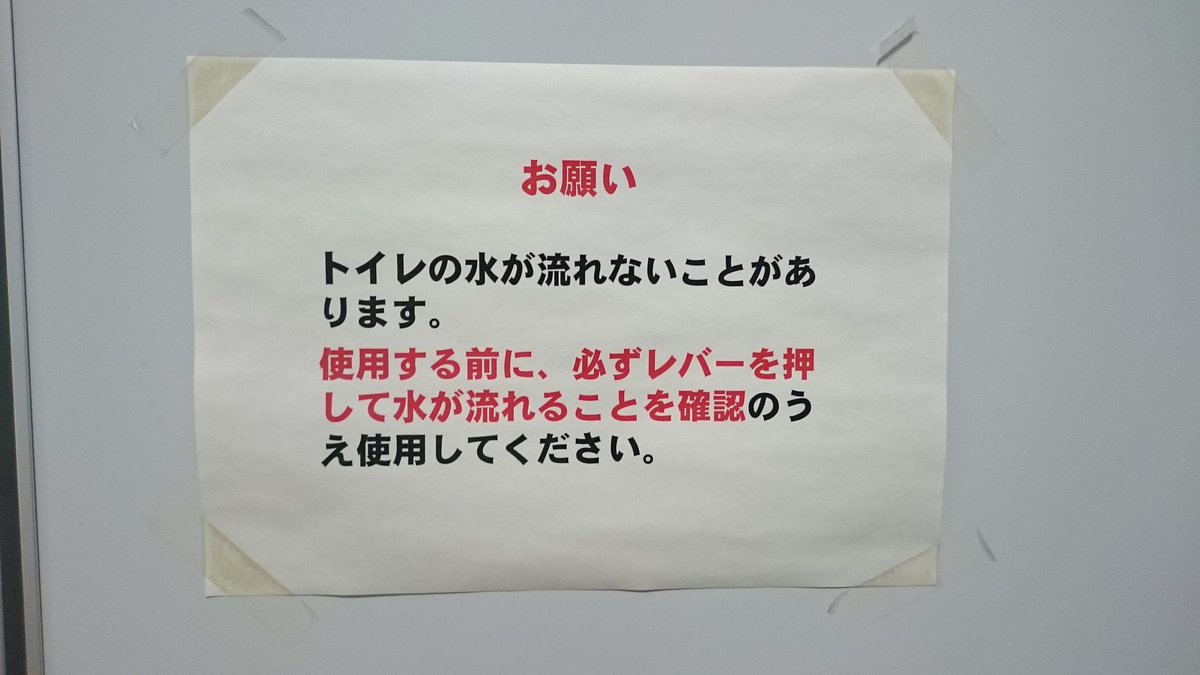 お願い
トイレの水が流れないことがあ
ります。
使用する前に、必ずレバーを押
して水が流れることを確認のう
え使用してください。